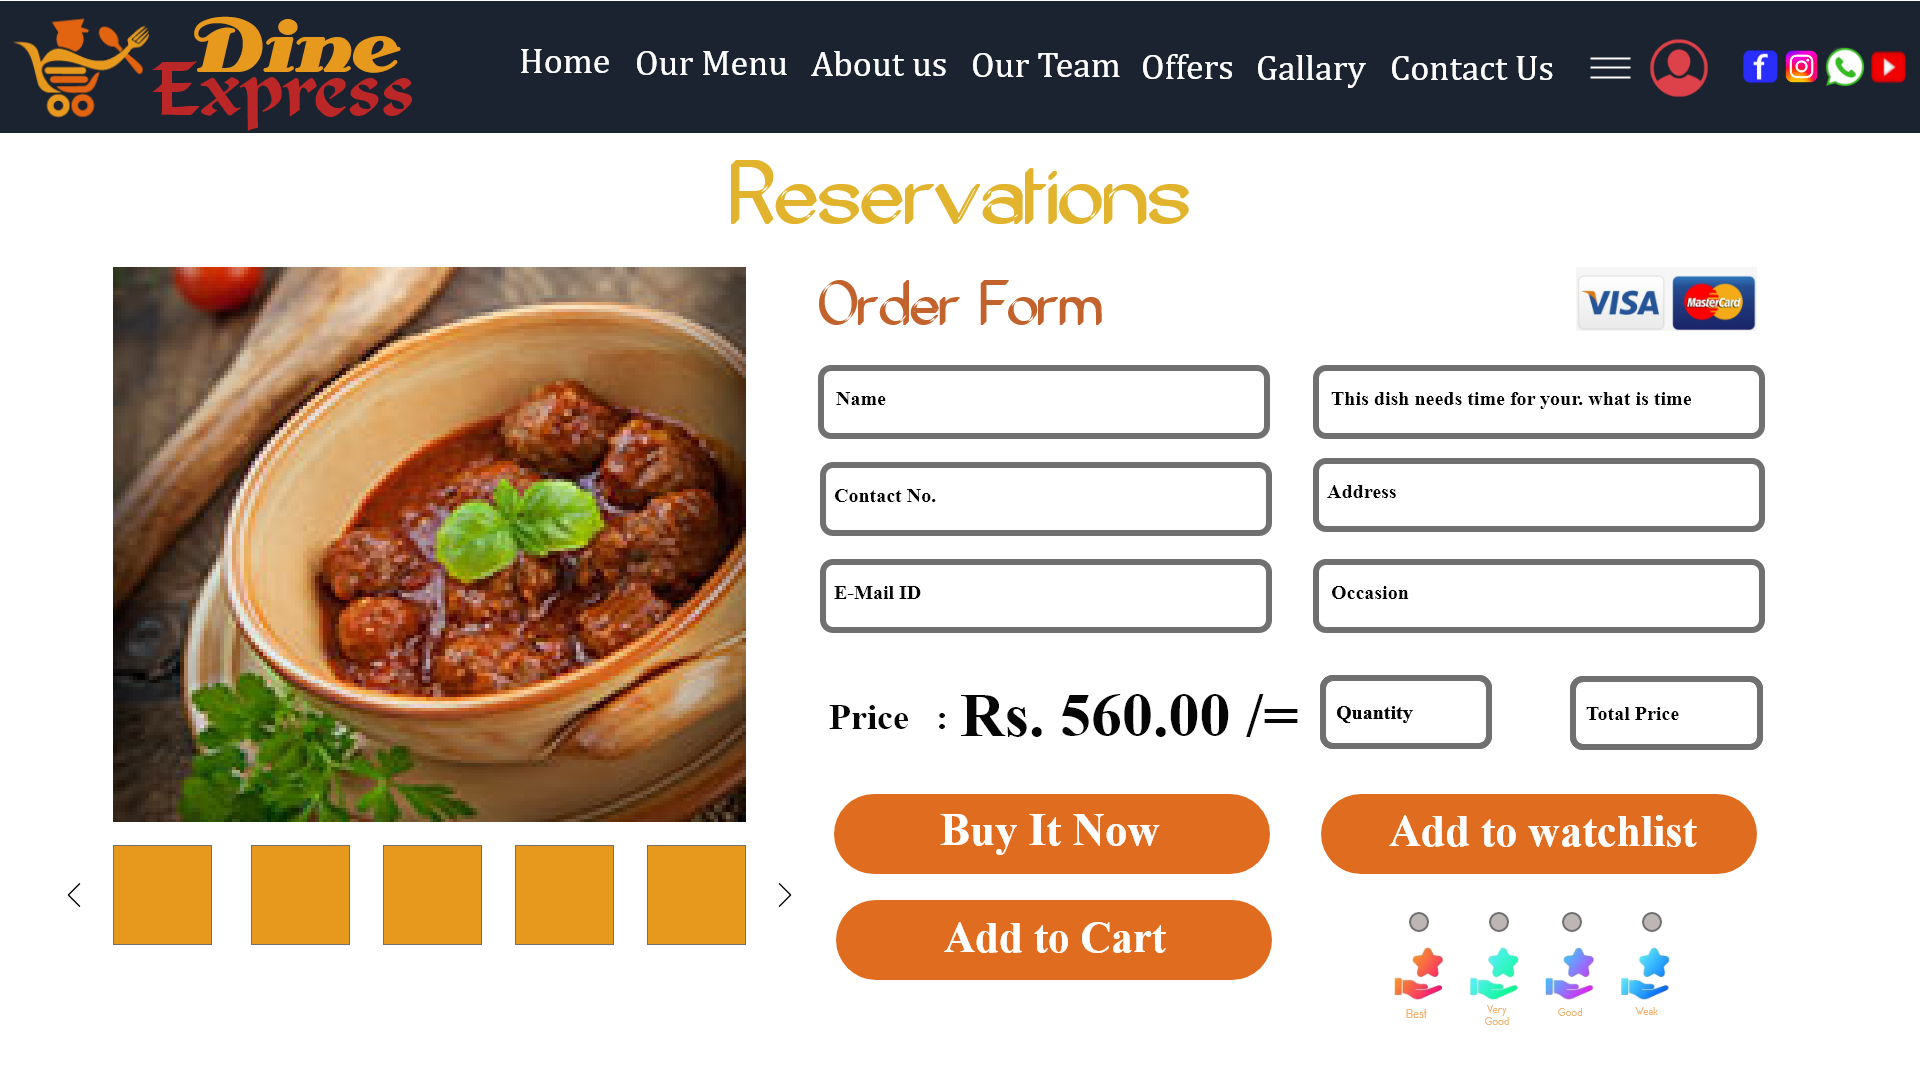 Dine
Express
Home Our Menu About us Our Team Offers Gallary Contact Us
Reservations
Order Form
VISA MasterCard
Name
This dish needs time for your. what is time
Contact No.
Address
E-Mail ID
Occasion
Price : Rs. 560.00 /=
Quantity
Total Price
Buy It Now
Add to watchlist
Add to Cart
Best
Very
Good
Good
Weak